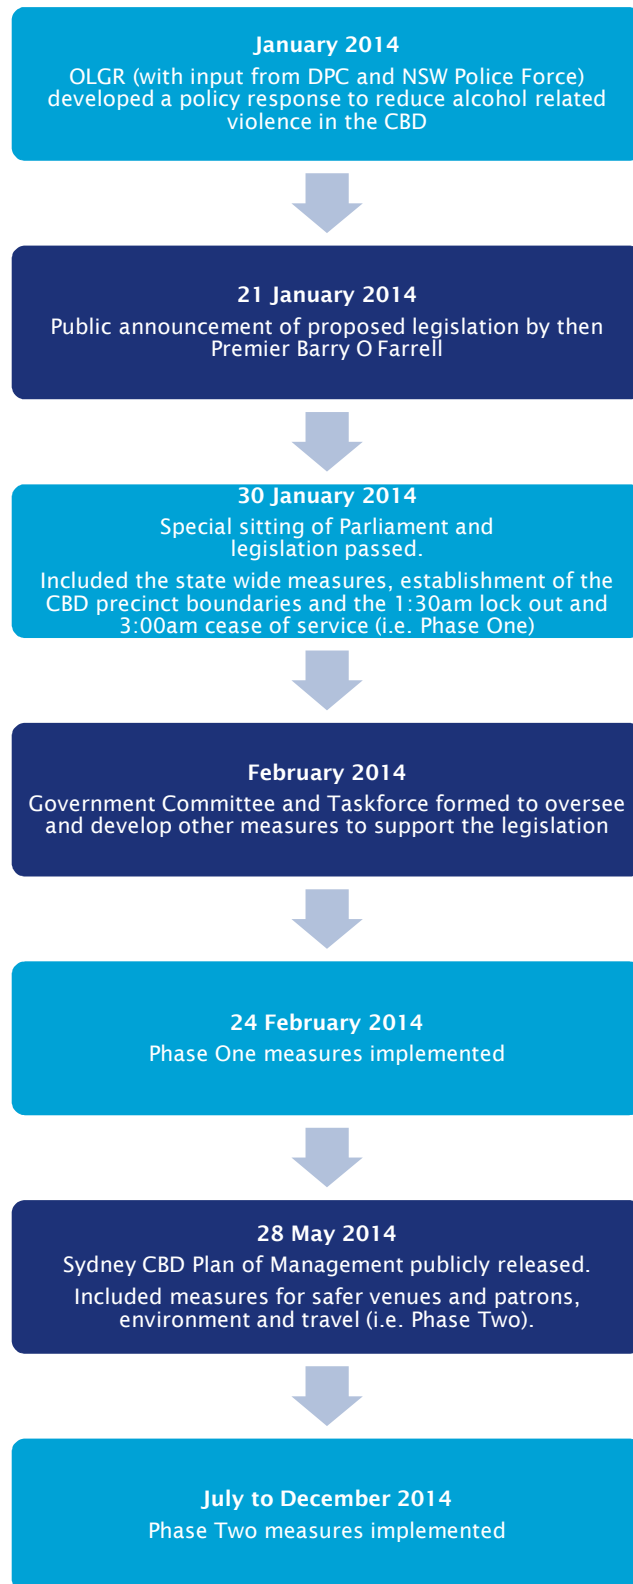 January 2014
OLGR (with input from DPC and NSW Police Force)
developed a policy response to reduce alcohol related
violence in the CBD
21 January 2014
Public announcement of proposed legislation by then
Premier Barry O Farrell
30 January 2014
Special sitting of Parliament and
legislation passed.
Included the state wide measures, establishment of the
CBD precinct boundaries and the 1:30am lock out and
3:00am cease of service (i.e. Phase One)
February 2014
Government Committee and Taskforce formed to oversee
and develop other measures to support the legislation
24 February 2014
Phase One measures implemented
28 May 2014
Sydney CBD Plan of Management publicly released.
Included measures for safer venues and patrons,
environment and travel (i.e. Phase Two).
July to December 2014
Phase Two measures implemented